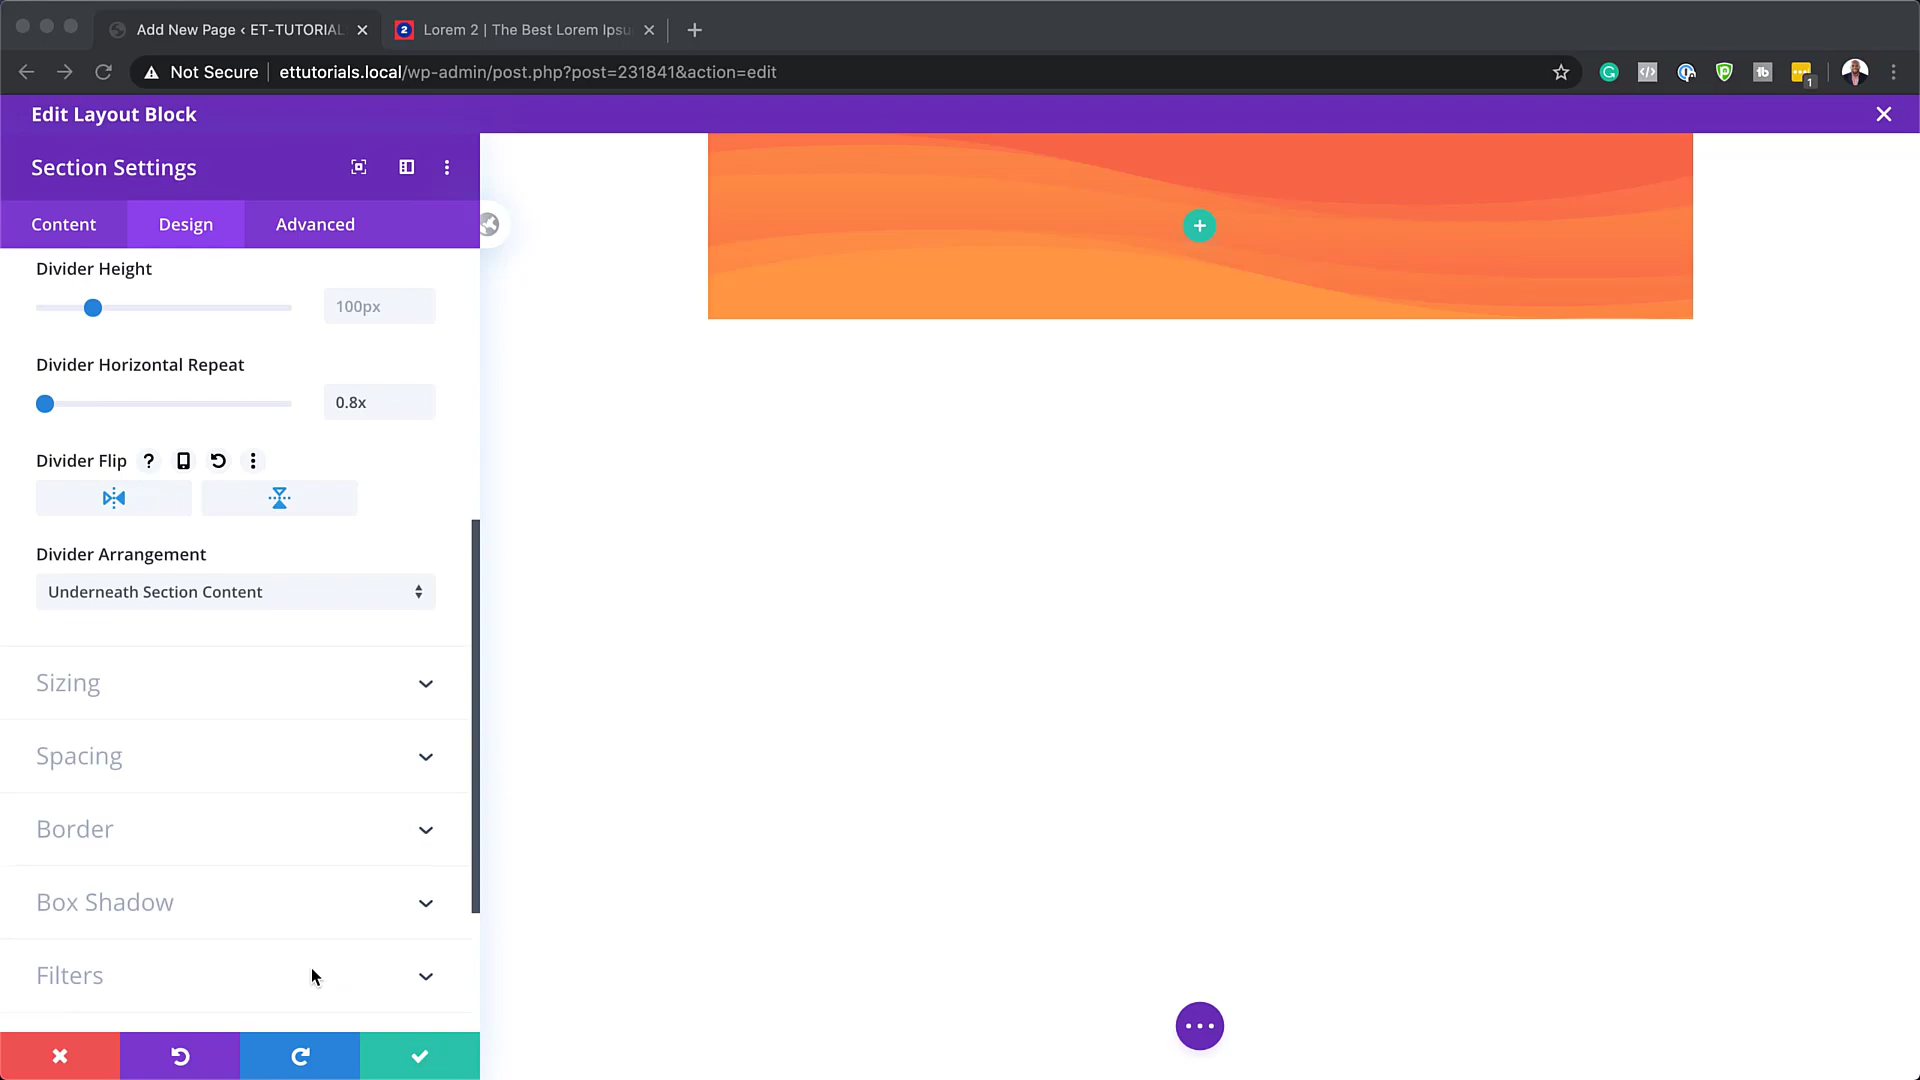 Add New Page ‹ ET-TUTORIAL
2 Lorem 2 | The Best Lorem Ipsu
Not Secure
ettutorials.local/wp-admin/post.php?post=231841&action=edit
1
Edit Layout Block
Section Settings
Content
Design
Advanced
Divider Height
100px
Divider Horizontal Repeat
0.8x
Divider Flip ?
Divider Arrangement
Underneath Section Content
Sizing
Spacing
Border
Box Shadow
Filters